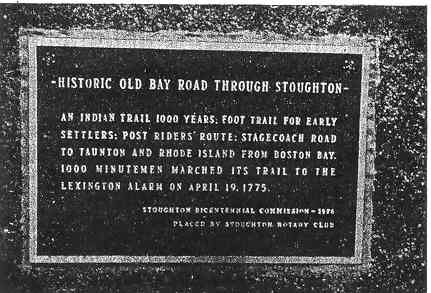 -HISTORIC OLD BAY ROAD THROUGH STOUGHTON-
AN INDIAN TRAIL 1000 YEARS; FOOT TRAIL FOR EARLY
SETTLERS; POST RIDERS' ROUTE; STAGECOACH ROAD
TO TAUNTON AND RHODE ISLAND FROM BOSTON BAY.
1000 MINUTEMEN MARCHED ITS TRAIL TO THE
LEXINGTON ALARM ON APRIL 19, 1775.
STOUGHTON BICENTENNIAL COMMISSION - 1976
PLACED BY STOUGHTON ROTARY CLUB